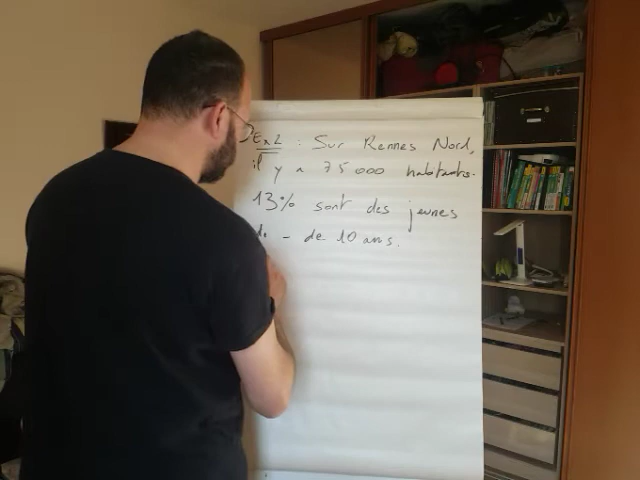 Ex2 : Sur Rennes Nord,
il y a 75 000 habitants.
13% sont des jeunes
de - de 10 ans.